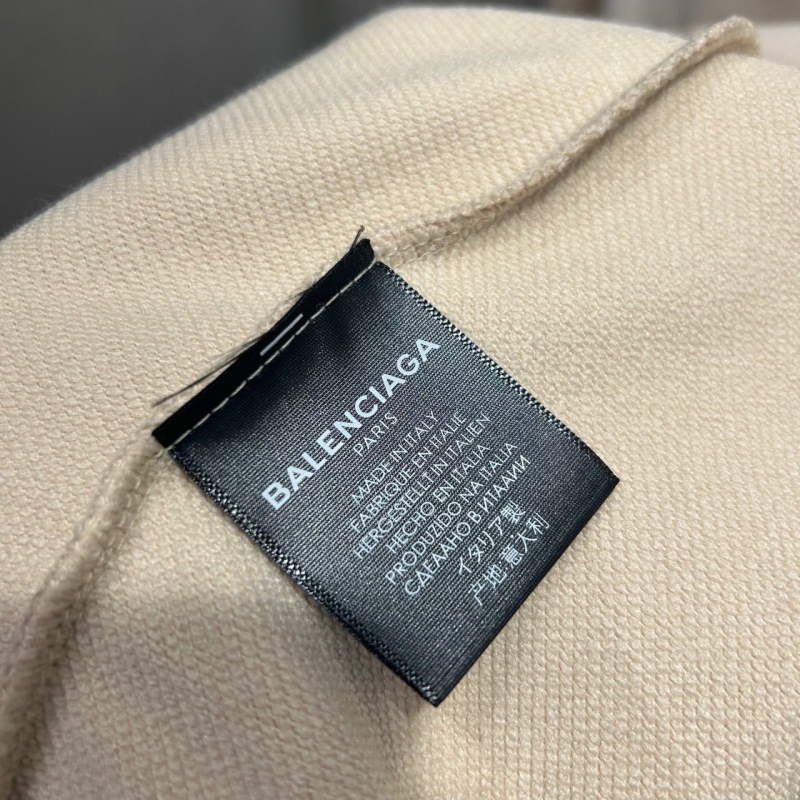 BALENCIAGA
PARIS
MADE IN ITALY
FABRIQUE EN ITALIE
HERGESTELLT IN ITALIEN
HECHO EN ITALIA
PRODUZIDO NA ITALIA
СДЕЛАНО В ИТАЛИИ
イタリア製
产地:意大利